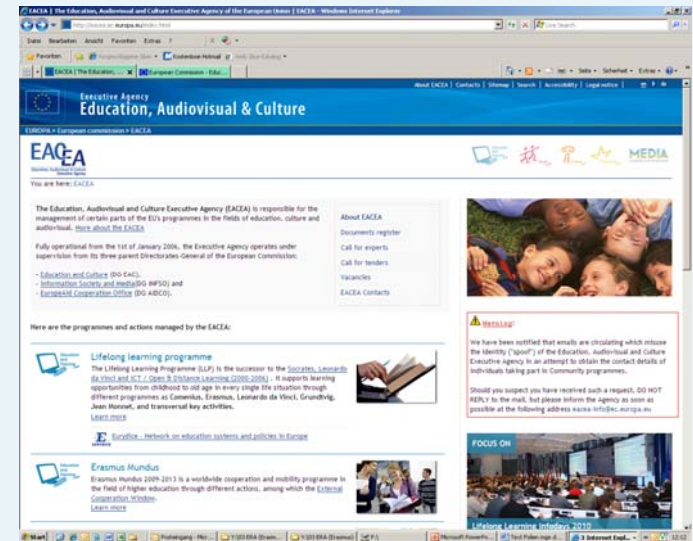 EACEA | The Education, Audiovisual and Culture Executive Agency of the European Union | EACEA - Windows Internet Explorer
Live Search
Datei Bearbeiten Ansicht Favoriten Extras ?
Favoriten
Kostenlose Hotmail
EACEA | The Education, ...
European Commission - Educ...
Seite Sicherheit Extras
About EACEA | Contacts | Sitemap | Search | Accessibility | Legal notice |
Executive Agency
Education, Audiovisual & Culture
EUROPA > European commission > EACEA
EACEA
MEDIA
You are here: EACEA
The Education, Audiovisual and Culture Executive Agency (EACEA) is responsible for the
management of certain parts of the EU's programmes in the fields of education, culture and
audiovisual. More about the EACEA
Fully operational from the 1st of January 2006, the Executive Agency operates under
supervision from its three parent Directorates-General of the European Commission:
- Education and Culture (DG EAC),
- Information Society and Media(DG INFSO) and
- EuropeAid Cooperation Office (DG AIDCO).
About EACEA
Documents register
Call for experts
Call for tenders
Vacancies
EACEA Contacts
Here are the programmes and actions managed by the EACEA:
Education and Training
Lifelong learning programme
The Lifelong Learning Programme (LLP) is the successor to the Socrates, Leonardo
da Vinci and ICT / Open & Distance Learning (2000-2006) . It supports learning
opportunities from childhood to old age in every single life situation through
different programmes as Comenius, Erasmus, Leonardo da Vinci, Grundtvig,
Jean Monnet, and transversal key activities.
Learn more
Eurydice - Network on education systems and policies in Europe
Education and Training
Erasmus Mundus
Erasmus Mundus 2009-2013 is a worldwide cooperation and mobility programme in
the field of higher education through different actions, among which the External
Cooperation Window.
Learn more
Warning:
We have been notified that emails are circulating which misuse
the identity ("spoof") of the Education, Audiovisual and Culture
Executive Agency in an attempt to obtain the contact details of
individuals taking part in Community programmes.
Should you suspect you have received such a request, DO NOT
REPLY to the mail, but please inform the Agency as soon as
possible at the following address eacea-info@ec.europa.eu
FOCUS ON
Lifelong Learning Infodays 2010
Start
3 Internet Expl...
12:12